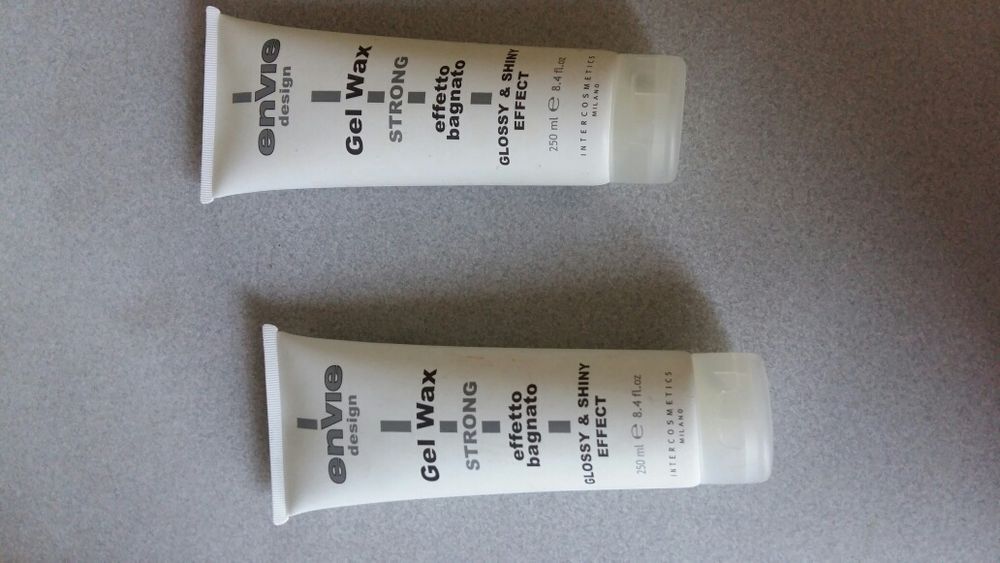 envie
design
Gel Wax
STRONG
effetto
bagnato
GLOSSY & SHINY
EFFECT
250 ml e 8.4 fl.oz
INTERCOSMETICS
MILANO
envie
design
Gel Wax
STRONG
effetto
bagnato
GLOSSY & SHINY
EFFECT
250 ml e 8.4 fl.oz
INTERCOSMETICS
MILANO